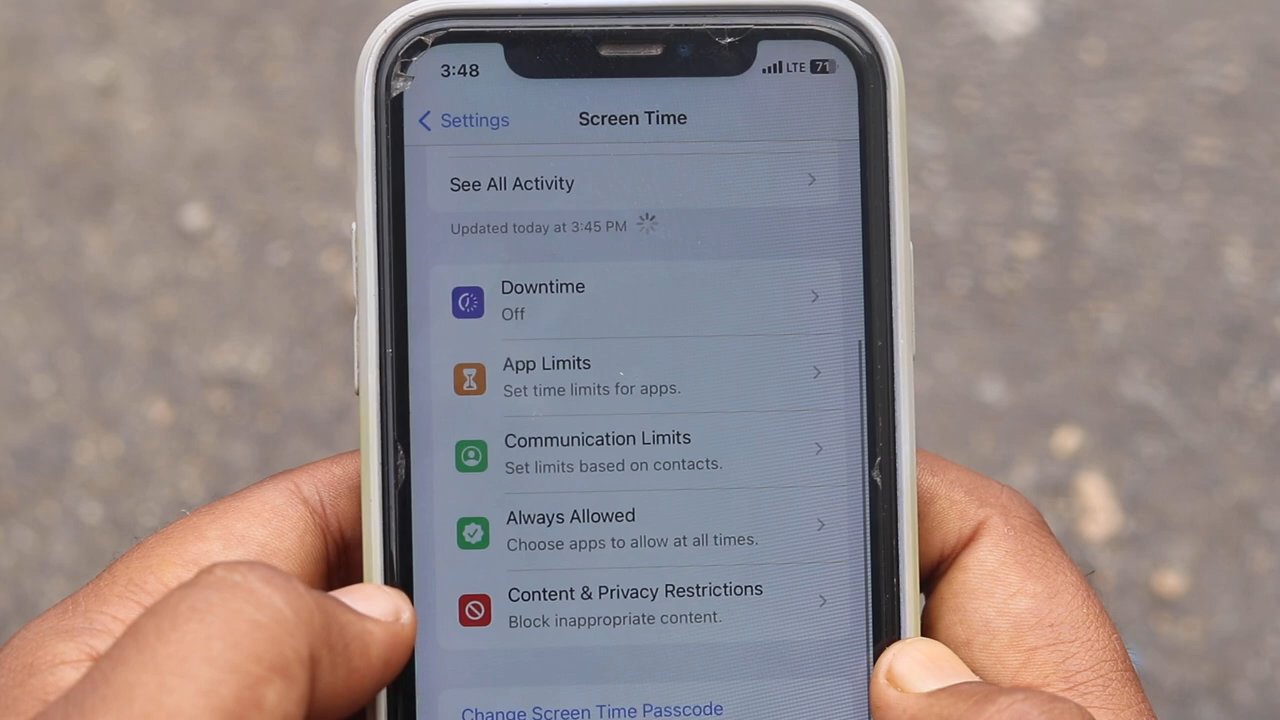 3:48 LTE 71
Settings Screen Time
See All Activity
Updated today at 3:45 PM
Downtime
Off
App Limits
Set time limits for apps.
Communication Limits
Set limits based on contacts.
Always Allowed
Choose apps to allow at all times.
Content & Privacy Restrictions
Block inappropriate content.
Change Screen Time Passcode